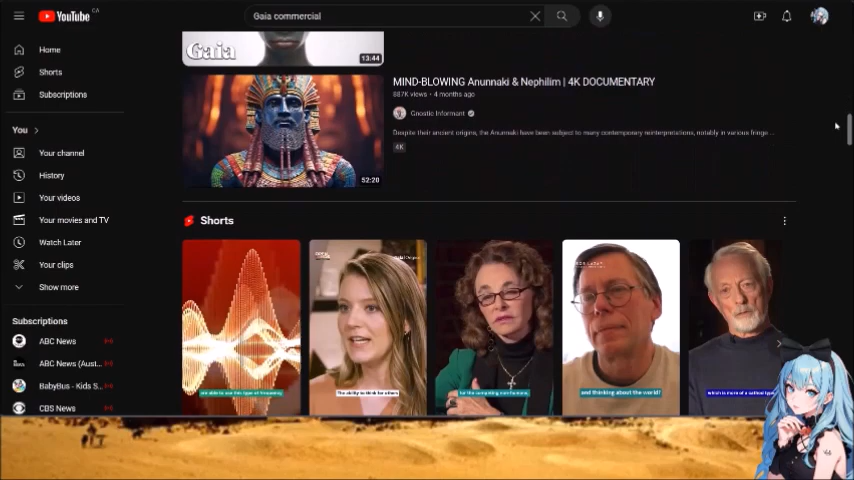 YouTube CA
Gaia commercial
Home
Shorts
Subscriptions
You
Your channel
History
Your videos
Your movies and TV
Watch Later
Your clips
Show more
Subscriptions
ABC News
ABC News (Aust...
BabyBus - Kids S...
CBS News
Gaia
13:44
MIND-BLOWING Anunnaki & Nephilim | 4K DOCUMENTARY
887K views • 4 months ago
Gnostic Informant
Despite their ancient origins, the Anunnaki have been subject to many contemporary reinterpretations, notably in various fringe ...
4K
52:20
Shorts
The ability to think for others
and thinking about the world?